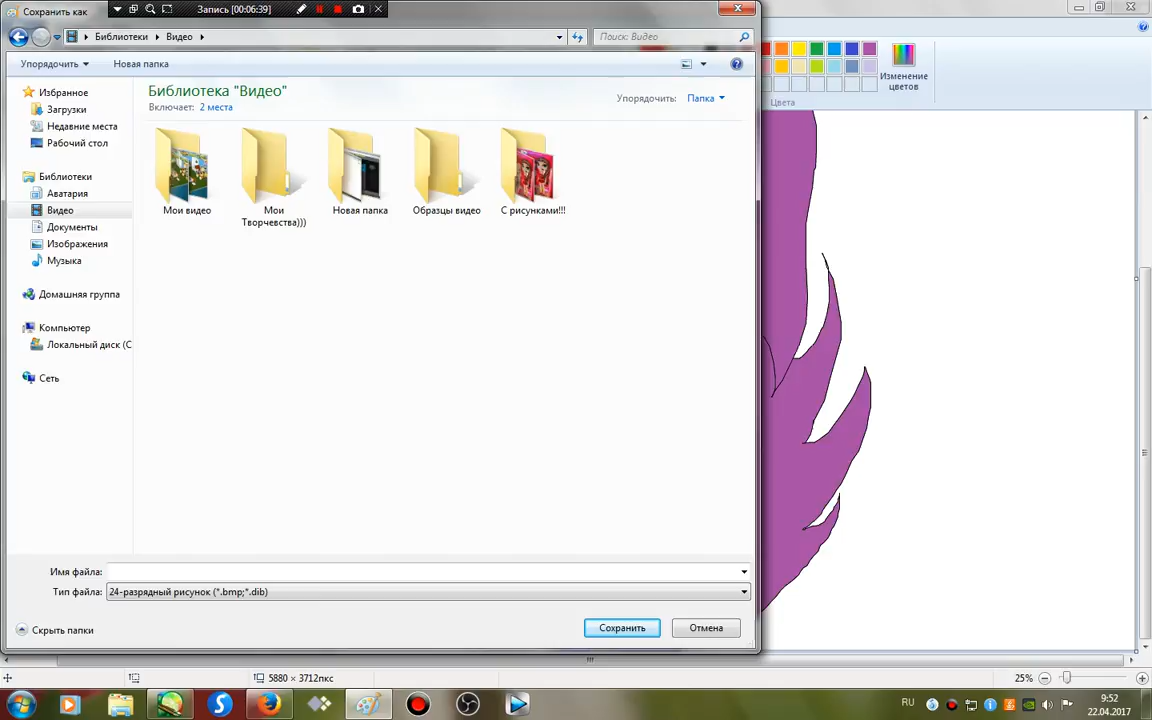 Сохранить как
Запись [00:06:39]
Библиотеки
Видео
Поиск: Видео
Упорядочить
Новая папка
Изменение
цветов
Цвета
Избранное
Загрузки
Недавние места
Рабочий стол
Библиотеки
Аватария
Видео
Документы
Изображения
Музыка
Домашняя группа
Компьютер
Локальный диск (C
Сеть
Библиотека "Видео"
Включает: 2 места
Упорядочить: Папка
Мои видео
Мои
Творчевства)))
Новая папка
Образцы видео
С рисунками!!!
Имя файла:
Тип файла: 24-разрядный рисунок (*.bmp;*.dib)
Скрыть папки
Сохранить
Отмена
5880 × 3712пкс
25%
RU
9:52
22.04.2017